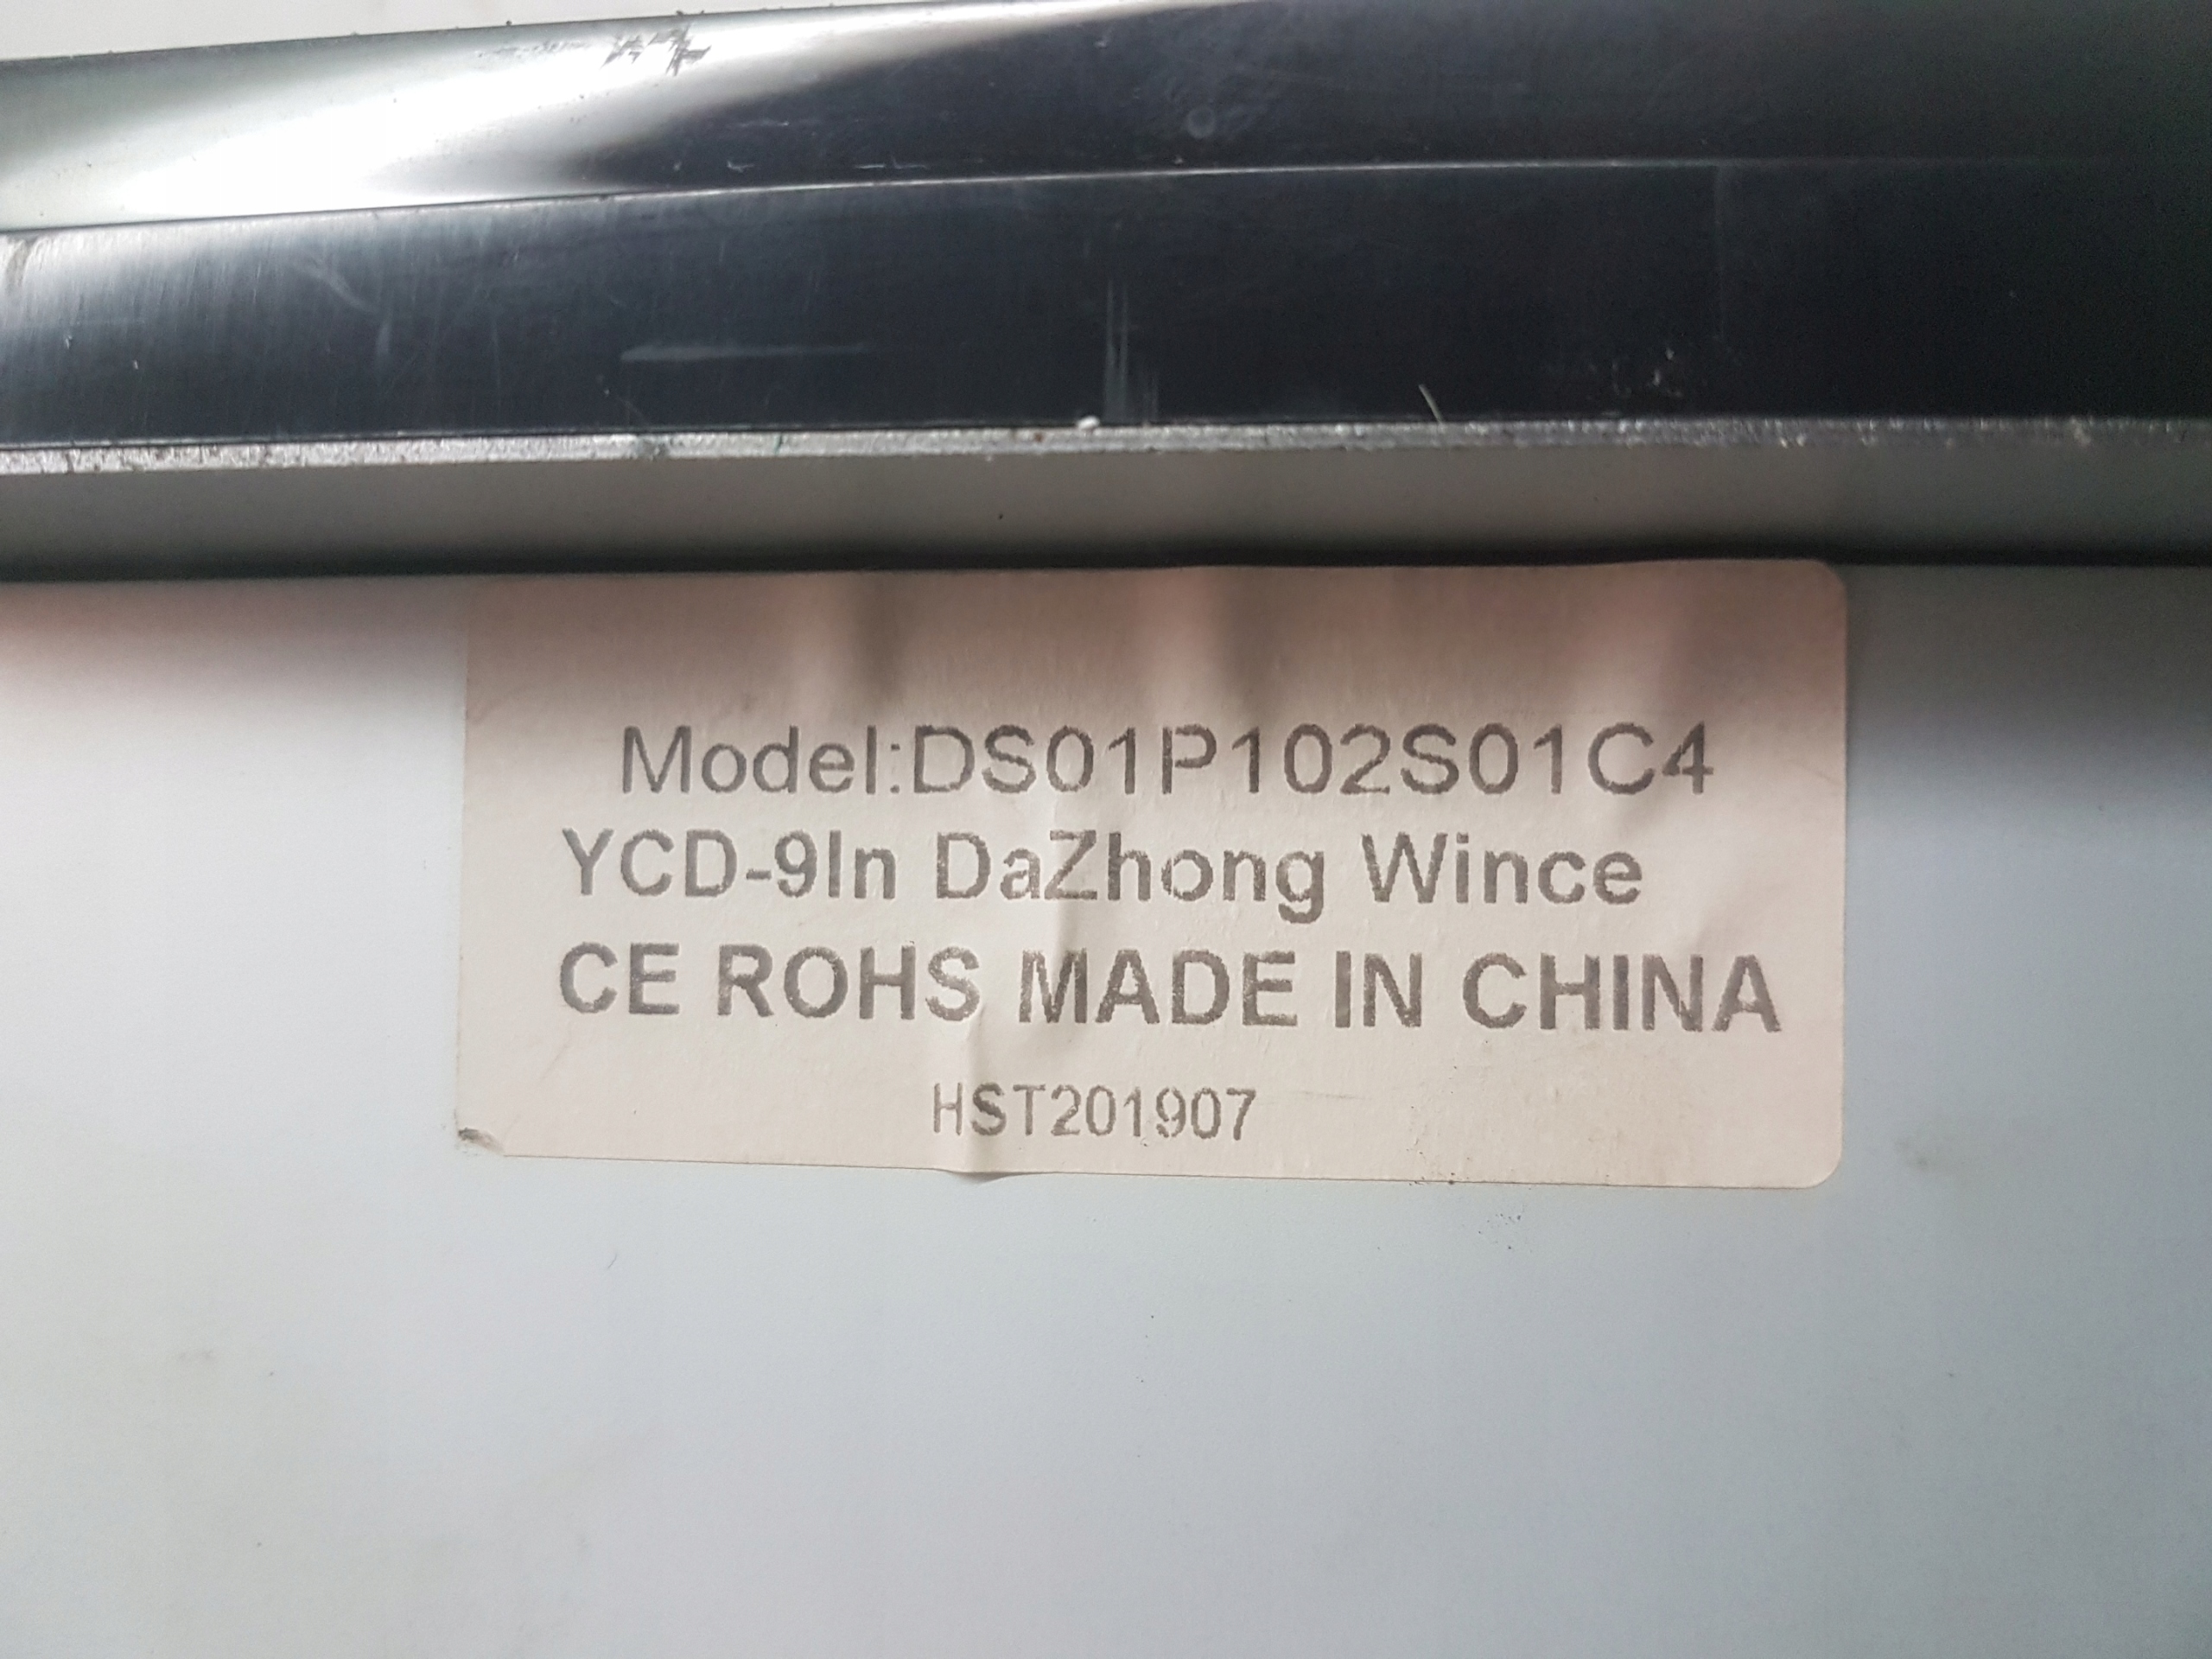 Model:DS01P102S01C4
YCD-9In DaZhong Wince
CE ROHS MADE IN CHINA
HST201907